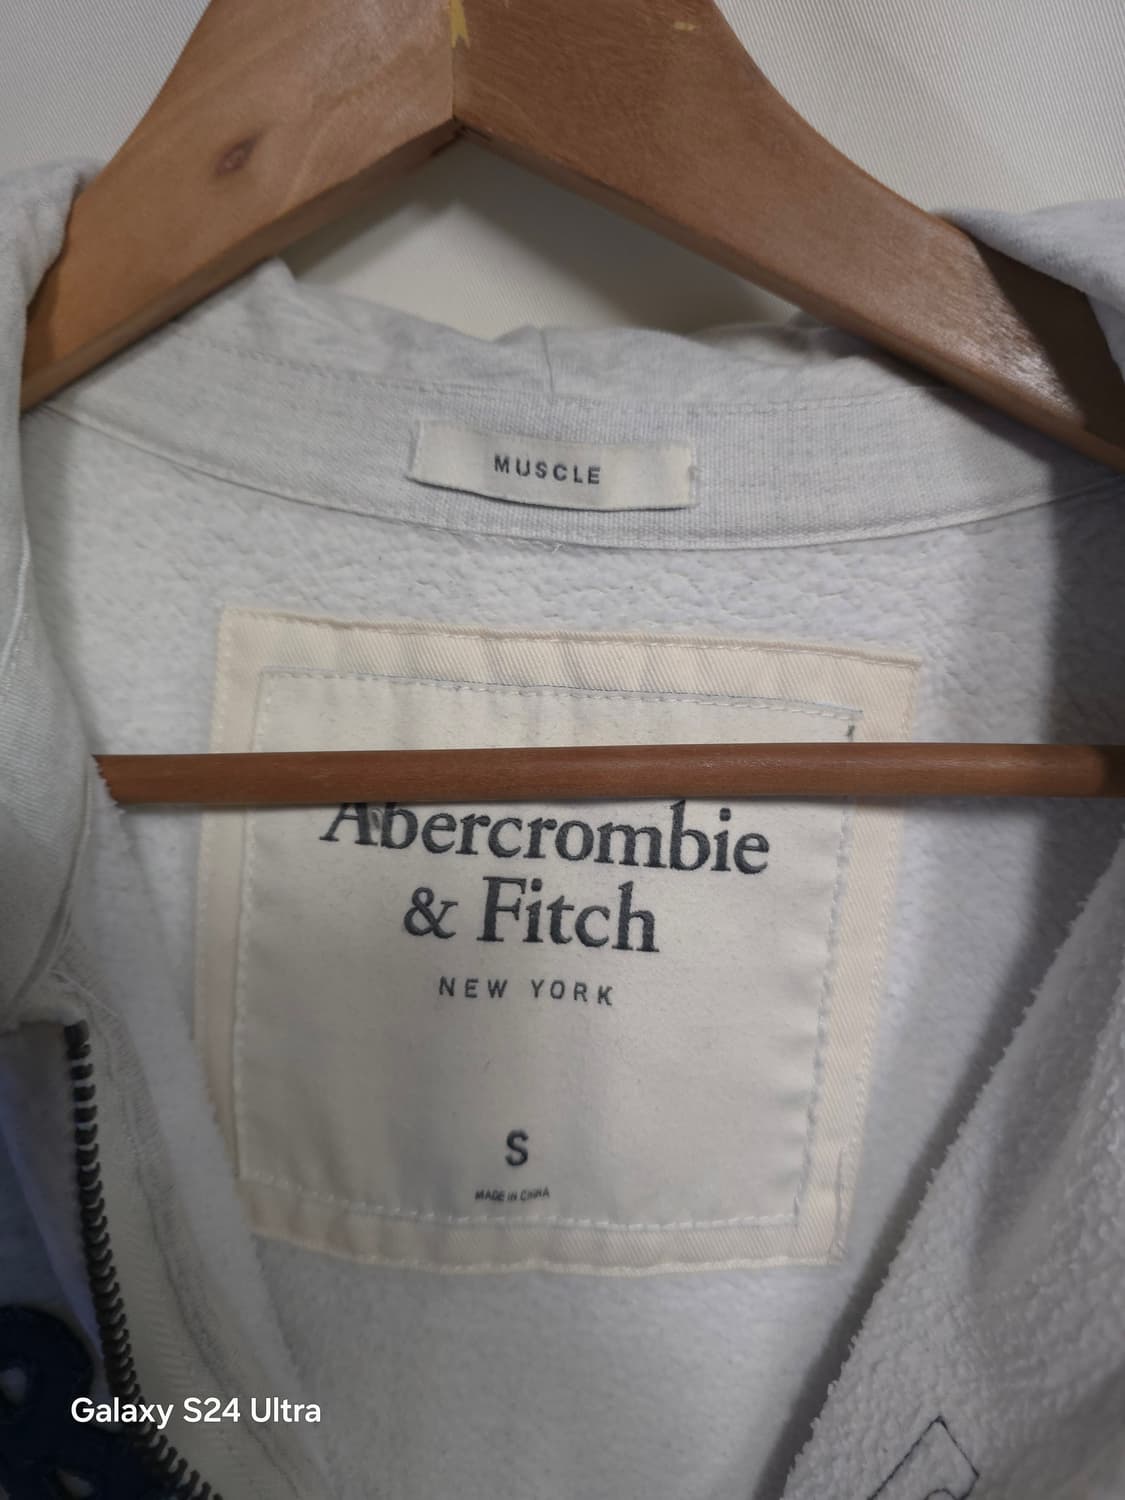 MUSCLE
Abercrombie
& Fitch
NEW YORK
S
MADE IN CHINA
Galaxy S24 Ultra